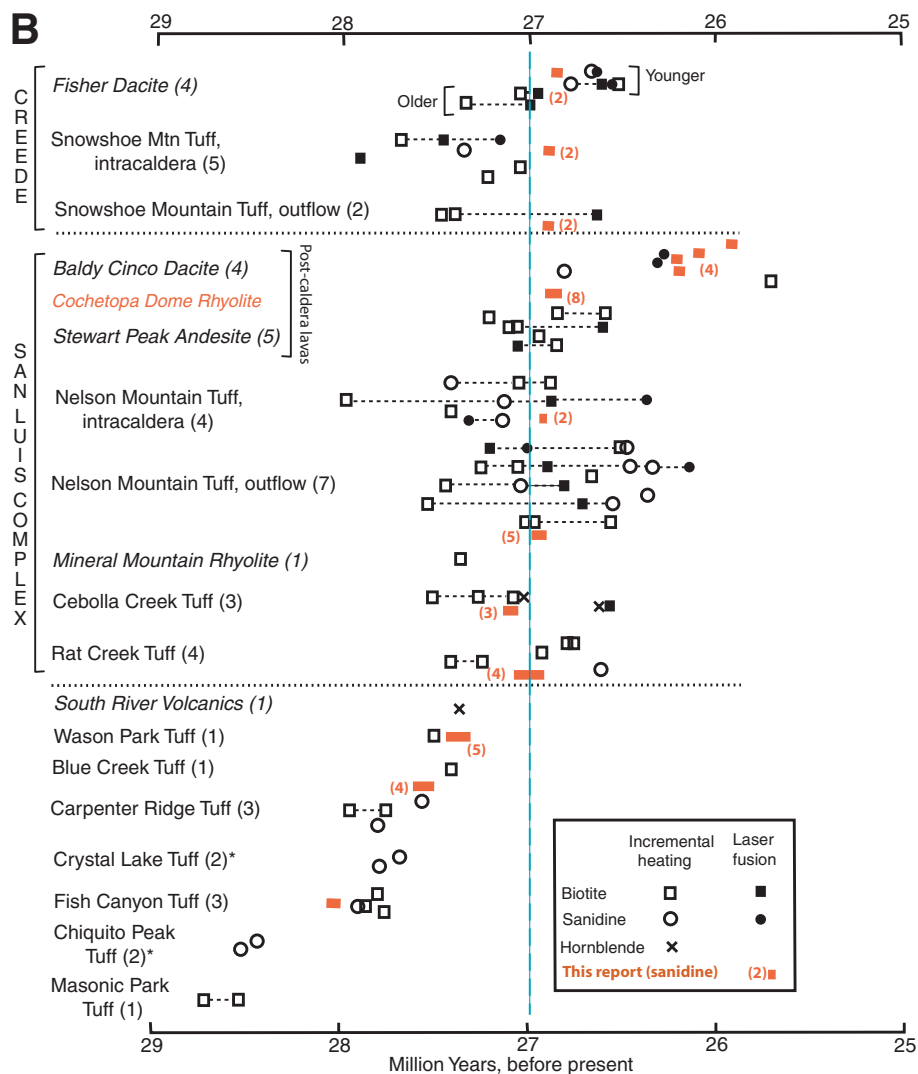 B
29 28 27 26 25
CREEDE
Fisher Dacite (4)
Younger
Older
(2)
Snowshoe Mtn Tuff,
intracaldera (5)
(2)
Snowshoe Mountain Tuff, outflow (2)
(2)
SAN LUIS COMPLEX
Post-caldera lavas
Baldy Cinco Dacite (4)
(4)
Cochetopa Dome Rhyolite
(8)
Stewart Peak Andesite (5)
Nelson Mountain Tuff,
intracaldera (4)
(2)
Nelson Mountain Tuff, outflow (7)
(5)
Mineral Mountain Rhyolite (1)
Cebolla Creek Tuff (3)
(3)
Rat Creek Tuff (4)
(4)
South River Volcanics (1)
Wason Park Tuff (1)
(5)
Blue Creek Tuff (1)
(4)
Carpenter Ridge Tuff (3)
Crystal Lake Tuff (2)*
Fish Canyon Tuff (3)
Chiquito Peak
Tuff (2)*
Masonic Park
Tuff (1)
Incremental
heating
Laser
fusion
Biotite
Sanidine
Hornblende
This report (sanidine) (2)
29 28 27 26 25
Million Years, before present